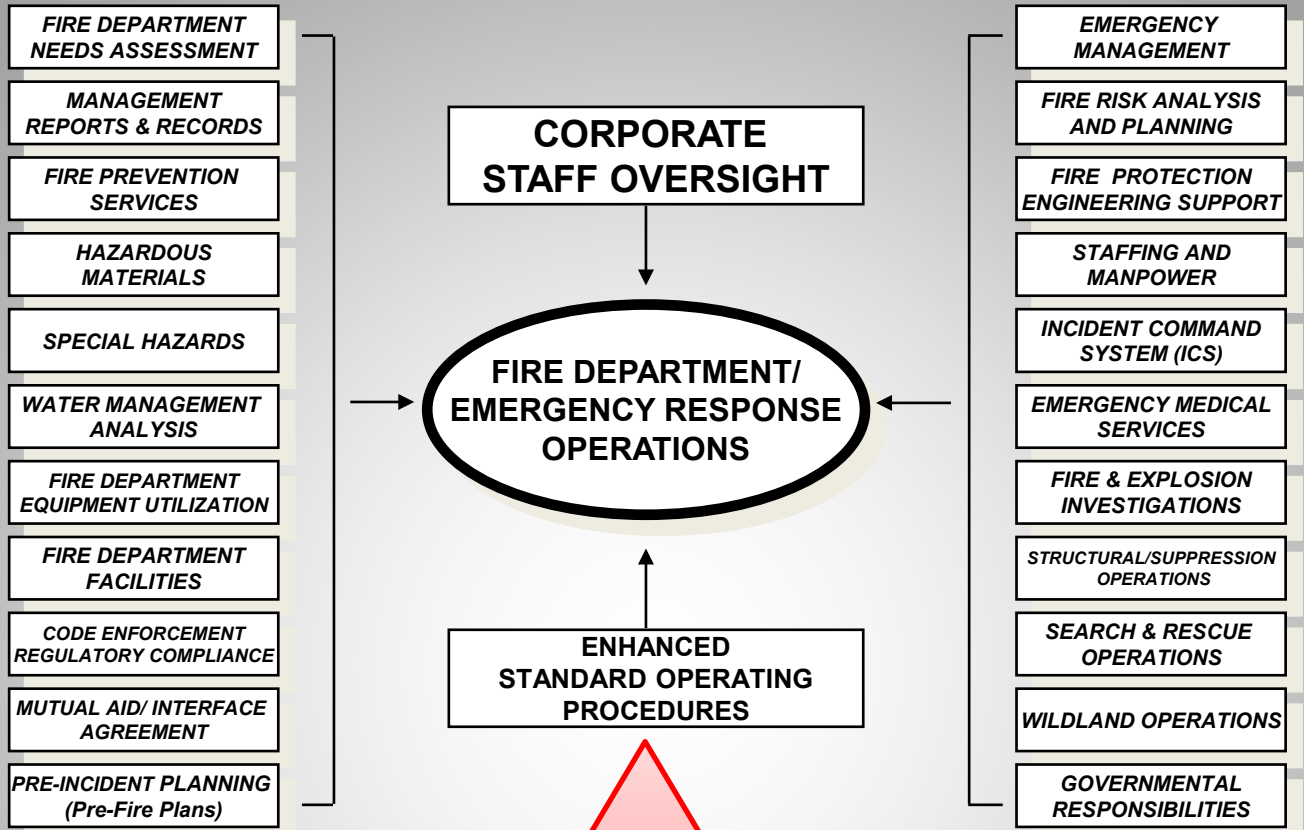 FIRE DEPARTMENT
NEEDS ASSESSMENT
MANAGEMENT
REPORTS & RECORDS
FIRE PREVENTION
SERVICES
HAZARDOUS
MATERIALS
SPECIAL HAZARDS
WATER MANAGEMENT
ANALYSIS
FIRE DEPARTMENT
EQUIPMENT UTILIZATION
FIRE DEPARTMENT
FACILITIES
CODE ENFORCEMENT
REGULATORY COMPLIANCE
MUTUAL AID/ INTERFACE
AGREEMENT
PRE-INCIDENT PLANNING
(Pre-Fire Plans)
CORPORATE
STAFF OVERSIGHT
FIRE DEPARTMENT/
EMERGENCY RESPONSE
OPERATIONS
ENHANCED
STANDARD OPERATING
PROCEDURES
EMERGENCY
MANAGEMENT
FIRE RISK ANALYSIS
AND PLANNING
FIRE PROTECTION
ENGINEERING SUPPORT
STAFFING AND
MANPOWER
INCIDENT COMMAND
SYSTEM (ICS)
EMERGENCY MEDICAL
SERVICES
FIRE & EXPLOSION
INVESTIGATIONS
STRUCTURAL/SUPPRESSION
OPERATIONS
SEARCH & RESCUE
OPERATIONS
WILDLAND OPERATIONS
GOVERNMENTAL
RESPONSIBILITIES